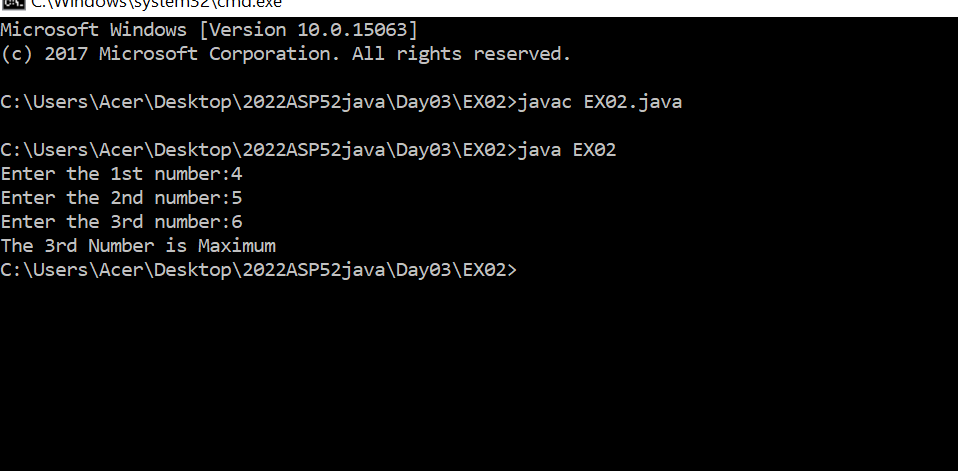 C:\Windows\system32\cmd.exe
Microsoft Windows [Version 10.0.15063]
(c) 2017 Microsoft Corporation. All rights reserved.
C:\Users\Acer\Desktop\2022ASP52java\Day03\EX02>javac EX02.java
C:\Users\Acer\Desktop\2022ASP52java\Day03\EX02>java EX02
Enter the 1st number:4
Enter the 2nd number:5
Enter the 3rd number:6
The 3rd Number is Maximum
C:\Users\Acer\Desktop\2022ASP52java\Day03\EX02>